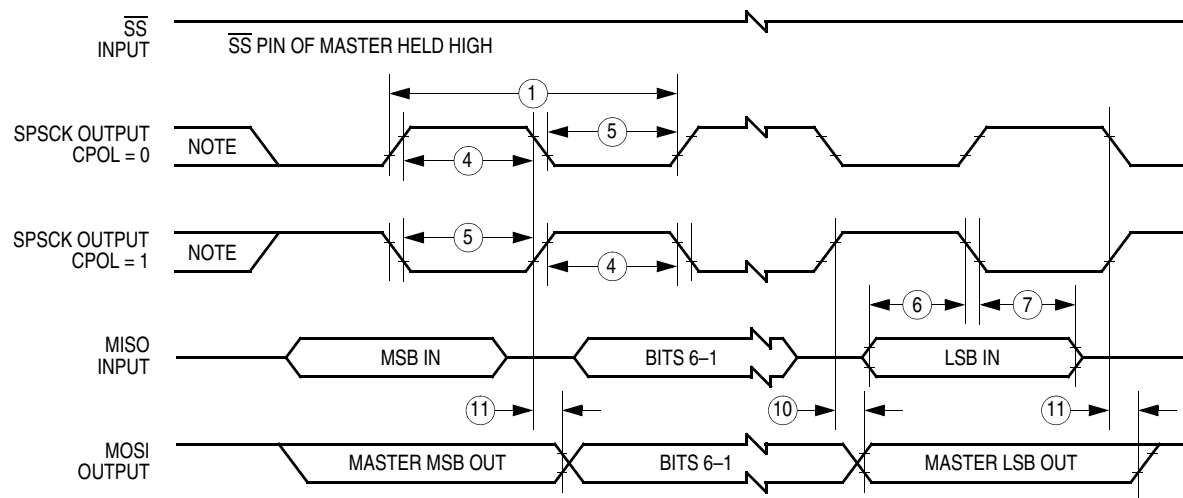 SS
INPUT
SS PIN OF MASTER HELD HIGH
1
SPSCK OUTPUT
CPOL = 0
NOTE
4
5
SPSCK OUTPUT
CPOL = 1
NOTE
5
4
6
7
MISO
INPUT
MSB IN
BITS 6–1
LSB IN
11
10
11
MOSI
OUTPUT
MASTER MSB OUT
BITS 6–1
MASTER LSB OUT